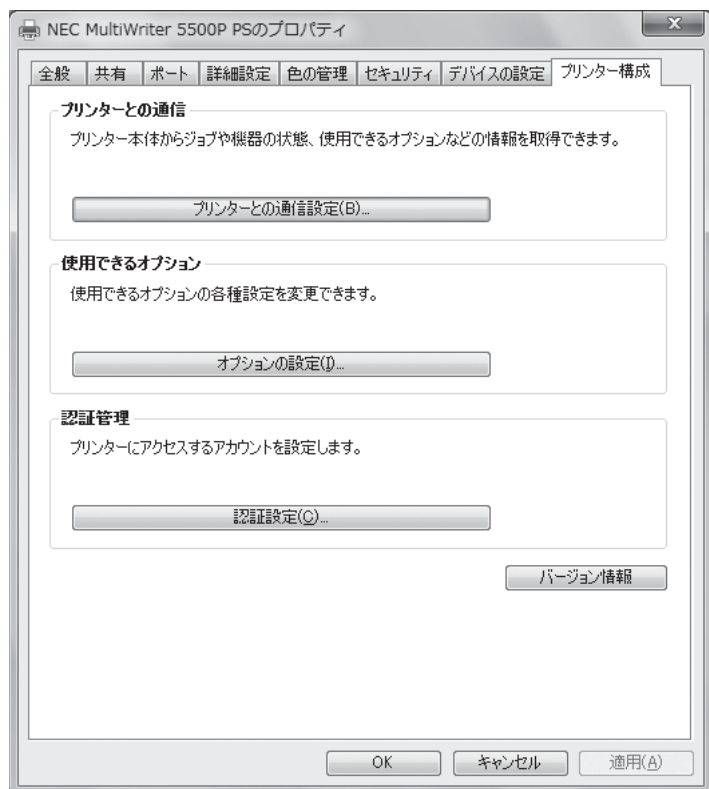 NEC MultiWriter 5500P PSのプロパティ
全般 共有 ポート 詳細設定 色の管理 セキュリティ デバイスの設定 プリンター構成
プリンターとの通信
プリンター本体からジョブや機器の状態、使用できるオプションなどの情報を取得できます。
プリンターとの通信設定(B)...
使用できるオプション
使用できるオプションの各種設定を変更できます。
オプションの設定(I)...
認証管理
プリンターにアクセスするアカウントを設定します。
認証設定(C)...
バージョン情報
OK キャンセル 適用(A)